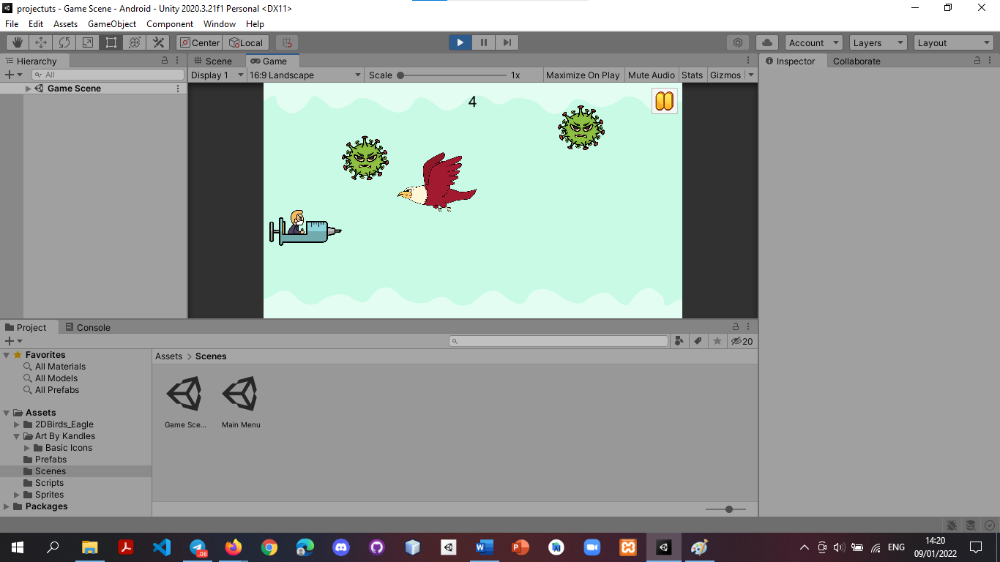 projectuts - Game Scene - Android - Unity 2020.3.21f1 Personal <DX11>
File Edit Assets GameObject Component Window Help
Center Local Account Layers Layout
Hierarchy Scene Game Inspector Collaborate
All Display 1 16:9 Landscape Scale 1x Maximize On Play Mute Audio Stats Gizmos
Game Scene
4
Project Console
20
Favorites
All Materials
All Models
All Prefabs
Assets
2DBirds_Eagle
Art By Kandles
Basic Icons
Prefabs
Scenes
Scripts
Sprites
Packages
Assets > Scenes
Game Sce... Main Menu
.06
ENG
14:20
09/01/2022